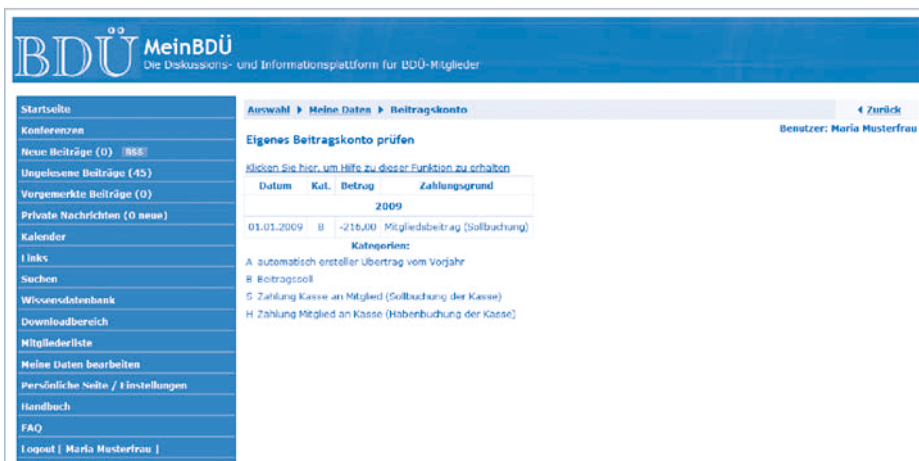 BDÜ MeinBDÜ
Die Diskussions- und Informationsplattform für BDÜ-Mitglieder
Startseite
Konferenzen
Neue Beiträge (0) RSS
Ungelesene Beiträge (45)
Vorgemerkte Beiträge (0)
Private Nachrichten (0 neue)
Kalender
Links
Suchen
Wissensdatenbank
Downloadbereich
Mitgliederliste
Meine Daten bearbeiten
Persönliche Seite / Einstellungen
Handbuch
FAQ
Logout [ Maria Musterfrau ]
Auswahl Meine Daten Beitragskonto
Zurück
Benutzer: Maria Musterfrau
Eigenes Beitragskonto prüfen
Klicken Sie hier, um Hilfe zu dieser Funktion zu erhalten
Datum Kat. Betrag Zahlungsgrund
2009
01.01.2009 B -216,00 Mitgliedsbeitrag (Sollbuchung)
Kategorien:
A automatisch ersteller Übertrag vom Vorjahr
B Beitragssoll
S Zahlung Kasse an Mitglied (Sollbuchung der Kasse)
H Zahlung Mitglied an Kasse (Habenbuchung der Kasse)